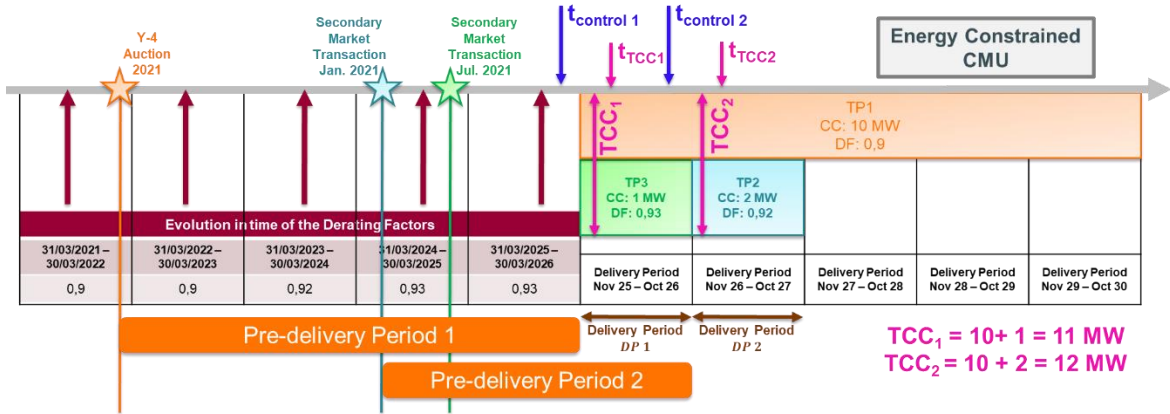 Y-4
Auction
2021
Secondary
Market
Transaction
Jan. 2021
Secondary
Market
Transaction
Jul. 2021
tcontrol 1
tcontrol 2
tTCC1
tTCC2
Energy Constrained
CMU
TCC1
TCC2
TP1
CC: 10 MW
DF: 0,9
TP3
CC: 1 MW
DF: 0,93
TP2
CC: 2 MW
DF: 0,92
Evolution in time of the Derating Factors
31/03/2021 –
30/03/2022
31/03/2022 –
30/03/2023
31/03/2023 –
30/03/2024
31/03/2024 –
30/03/2025
31/03/2025 –
30/03/2026
Delivery Period
Nov 25 – Oct 26
Delivery Period
Nov 26 – Oct 27
Delivery Period
Nov 27 – Oct 28
Delivery Period
Nov 28 – Oct 29
Delivery Period
Nov 29 – Oct 30
0,9
0,9
0,92
0,93
0,93
Pre-delivery Period 1
Delivery Period
DP 1
Delivery Period
DP 2
Pre-delivery Period 2
TCC1 = 10+ 1 = 11 MW
TCC2 = 10 + 2 = 12 MW